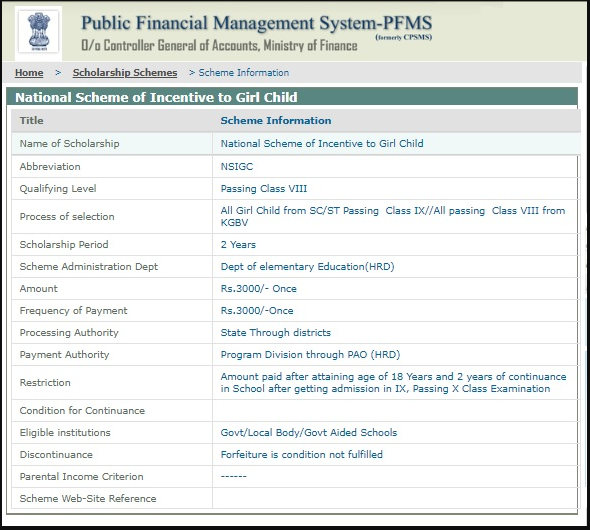 Public Financial Management System-PFMS
(formerly CPSMS)
O/o Controller General of Accounts, Ministry of Finance
Home > Scholarship Schemes > Scheme Information
National Scheme of Incentive to Girl Child
Title Scheme Information
Name of Scholarship National Scheme of Incentive to Girl Child
Abbreviation NSIGC
Qualifying Level Passing Class VIII
Process of selection All Girl Child from SC/ST Passing Class IX//All passing Class VIII from
KGBV
Scholarship Period 2 Years
Scheme Administration Dept Dept of elementary Education(HRD)
Amount Rs.3000/- Once
Frequency of Payment Rs.3000/-Once
Processing Authority State Through districts
Payment Authority Program Division through PAO (HRD)
Restriction Amount paid after attaining age of 18 Years and 2 years of continuance
in School after getting admission in IX, Passing X Class Examination
Condition for Continuance
Eligible institutions Govt/Local Body/Govt Aided Schools
Discontinuance Forfeiture is condition not fulfilled
Parental Income Criterion ------
Scheme Web-Site Reference